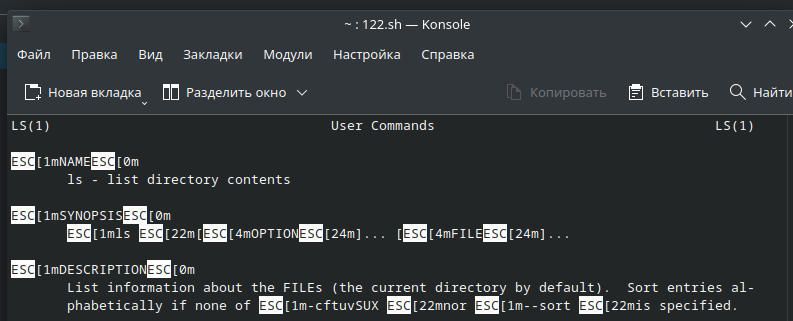 ~ : 122.sh — Konsole
Файл Правка Вид Закладки Модули Настройка Справка
Новая вкладка Разделить окно Копировать Вставить Найти
LS(1) User Commands LS(1)
ESC[1mNAMEESC[0m
ls - list directory contents
ESC[1mSYNOPSISESC[0m
ESC[1mls ESC[22m[ESC[4mOPTIONESC[24m]... [ESC[4mFILEESC[24m]...
ESC[1mDESCRIPTIONESC[0m
List information about the FILEs (the current directory by default).  Sort entries al-
phabetically if none of ESC[1m-cftuvSUX ESC[22mnor ESC[1m--sort ESC[22mis specified.